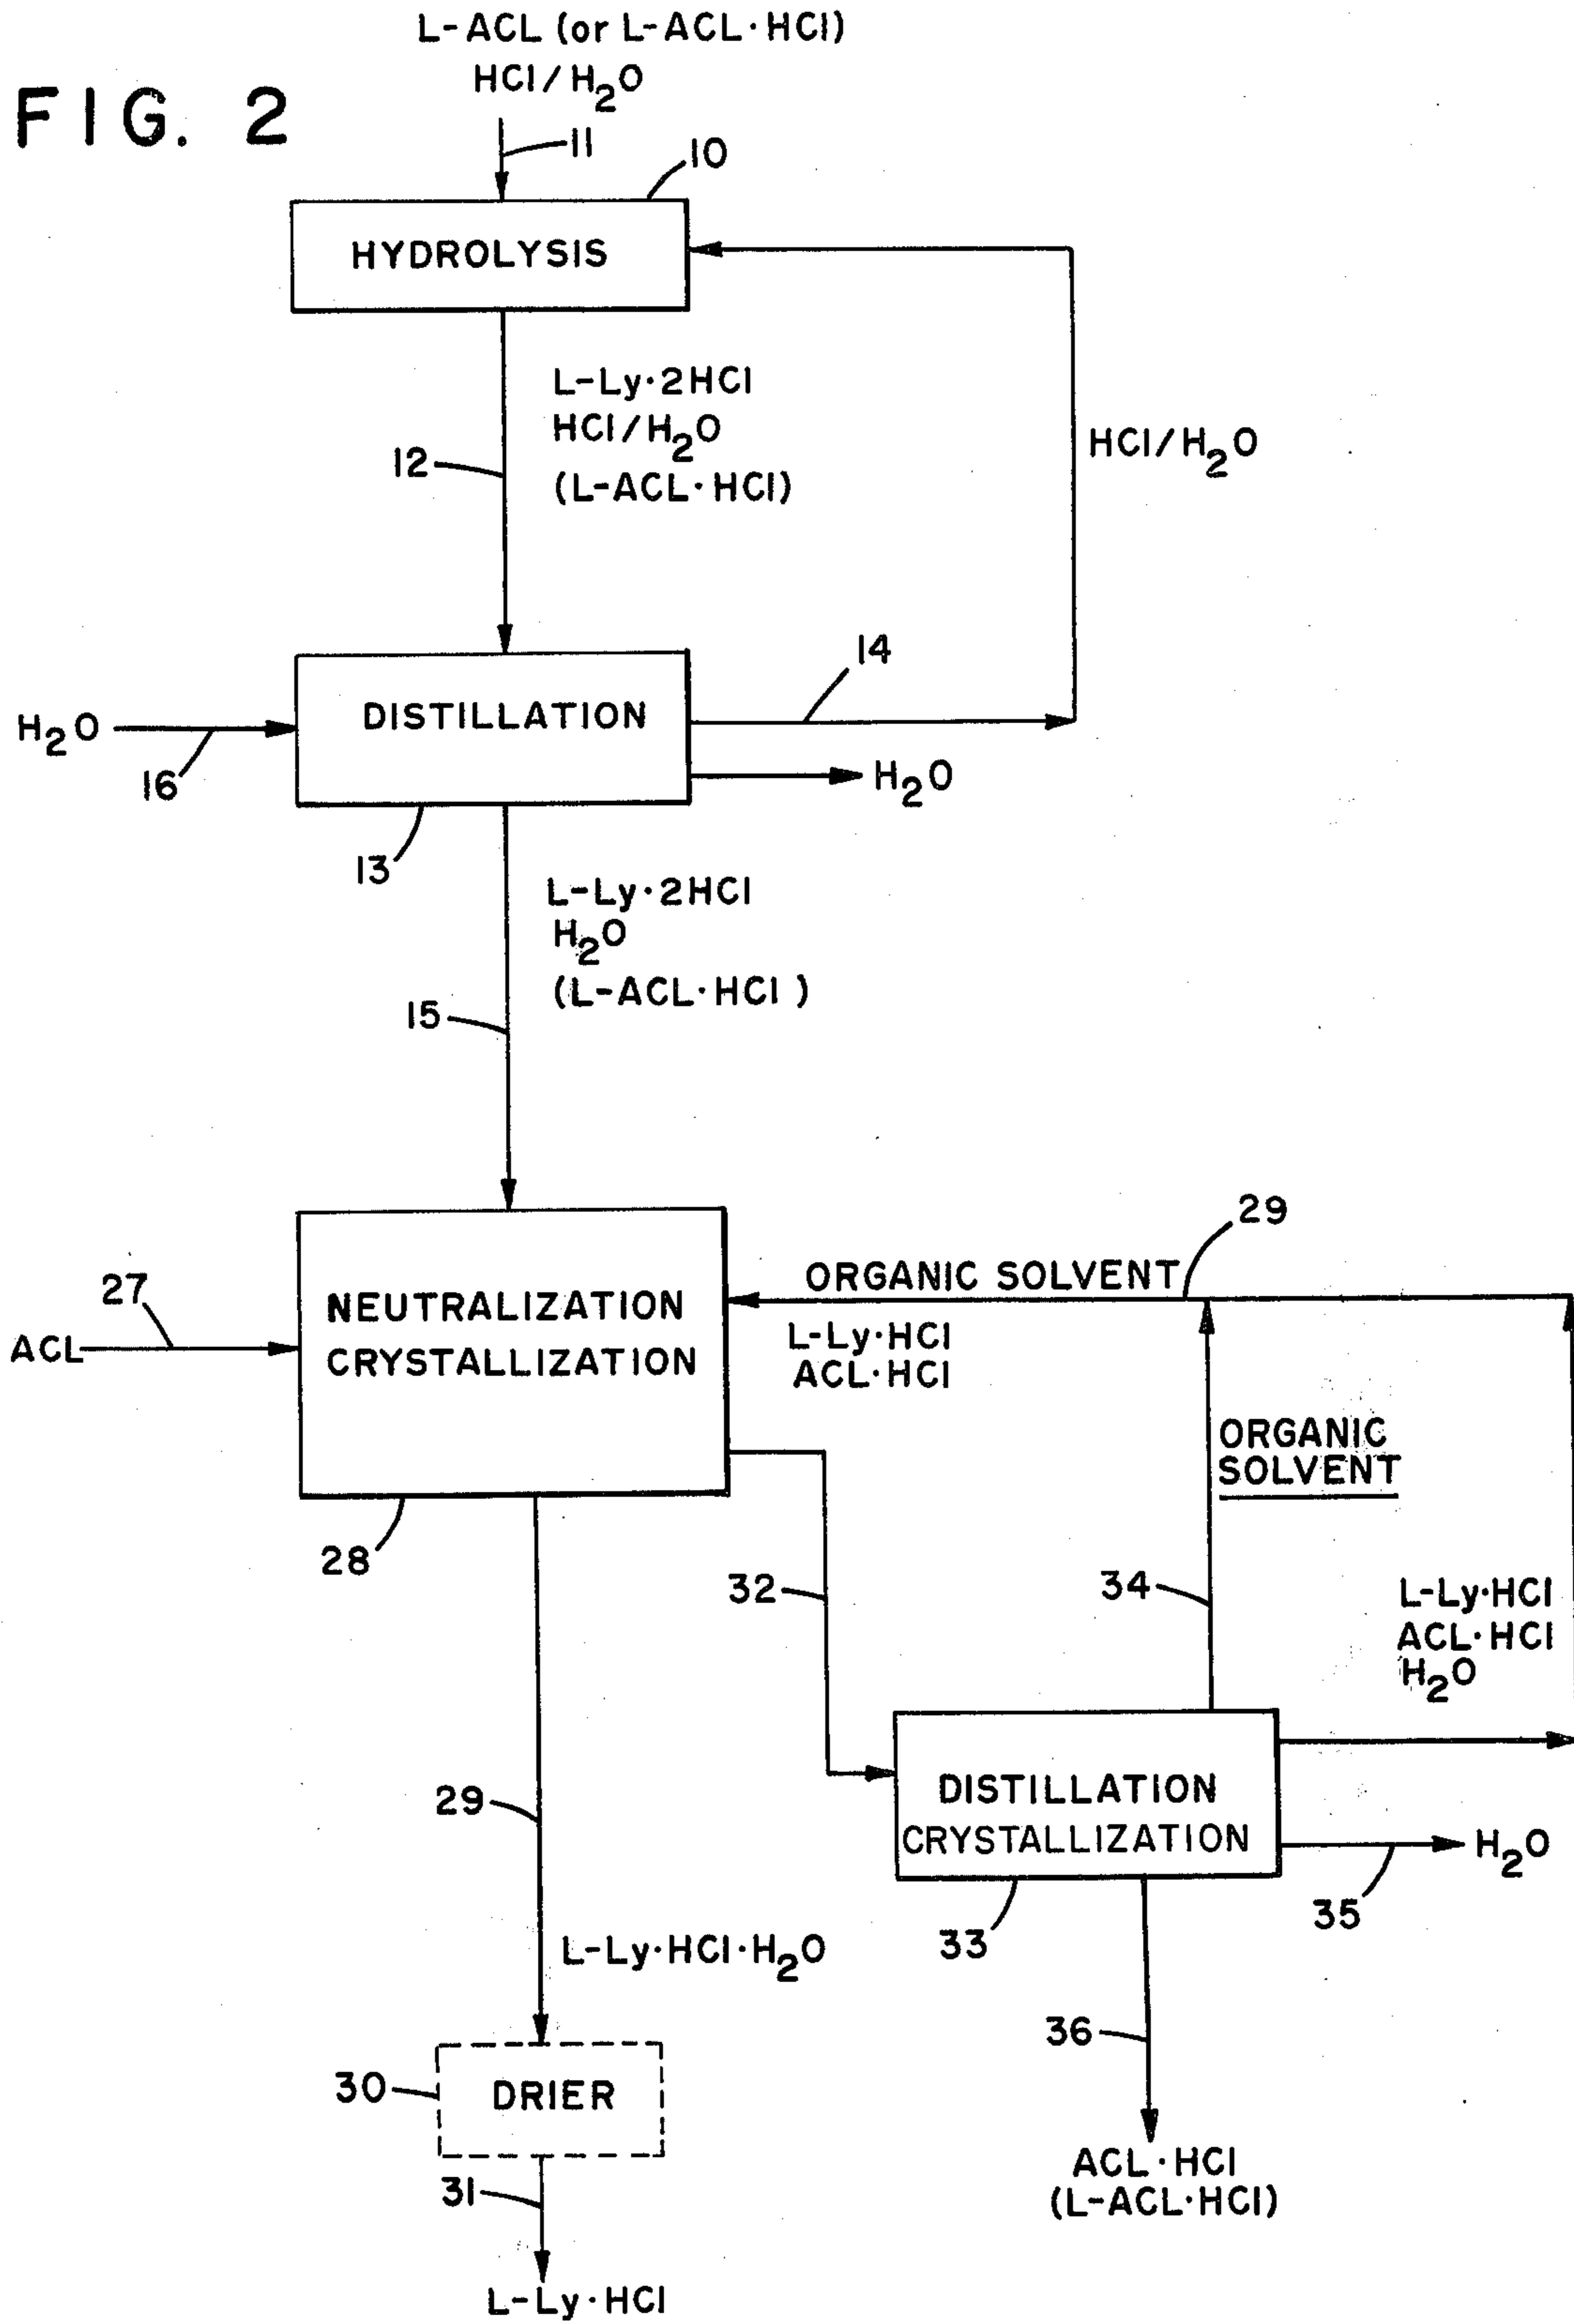 L-ACL (or L-ACL·HCl)
HCl/H2O
FIG. 2
11
10
HYDROLYSIS
L-Ly·2HCl
HCl/H2O
(L-ACL·HCl)
12
HCl/H2O
14
DISTILLATION
H2O
16
H2O
13
L-Ly·2HCl
H2O
(L-ACL·HCl)
15
29
ORGANIC SOLVENT
27
NEUTRALIZATION
CRYSTALLIZATION
ACL
L-Ly·HCl
ACL·HCl
ORGANIC
SOLVENT
28
32
34
L-Ly·HCl
ACL·HCl
H2O
29
DISTILLATION
CRYSTALLIZATION
H2O
35
33
L-Ly·HCl·H2O
36
30
DRIER
ACL·HCl
(L-ACL·HCl)
31
L-Ly·HCl